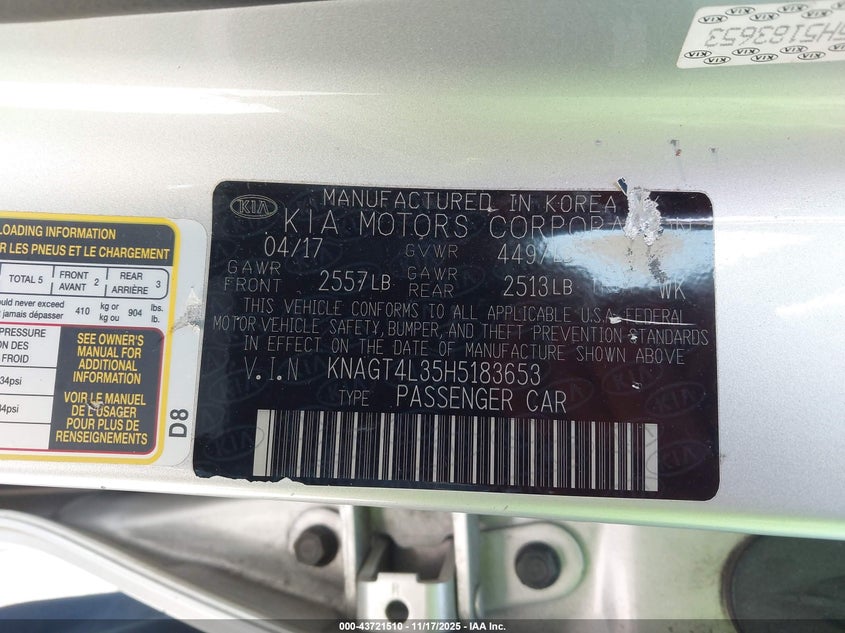 KIA
5H5183653
MANUFACTURED IN KOREA
KIA
KIA MOTORS CORPORATION
04/17 GVWR
GAWR FRONT 2557LB GAWR REAR 2513LB WK
THIS VEHICLE CONFORMS TO ALL APPLICABLE U.S.A. FEDERAL
MOTOR VEHICLE SAFETY, BUMPER, AND THEFT PREVENTION STANDARDS
IN EFFECT ON THE DATE OF MANUFACTURE SHOWN ABOVE
V.I.N KNAGT4L35H5183653
TYPE PASSENGER CAR
LOADING INFORMATION
R LES PNEUS ET LE CHARGEMENT
TOTAL 5 FRONT AVANT 2 REAR ARRIÈRE 3
ould never exceed
t jamais dépasser 410 kg or kg ou 904 lbs. lb.
PRESSURE
ON DES
FROID
34psi
34psi
SEE OWNER'S
MANUAL FOR
ADDITIONAL
INFORMATION
VOIR LE MANUEL
DE L'USAGER
POUR PLUS DE
RENSEIGNEMENTS
D8
R
000-43721510 | 11/17/2025 — IAA Inc.